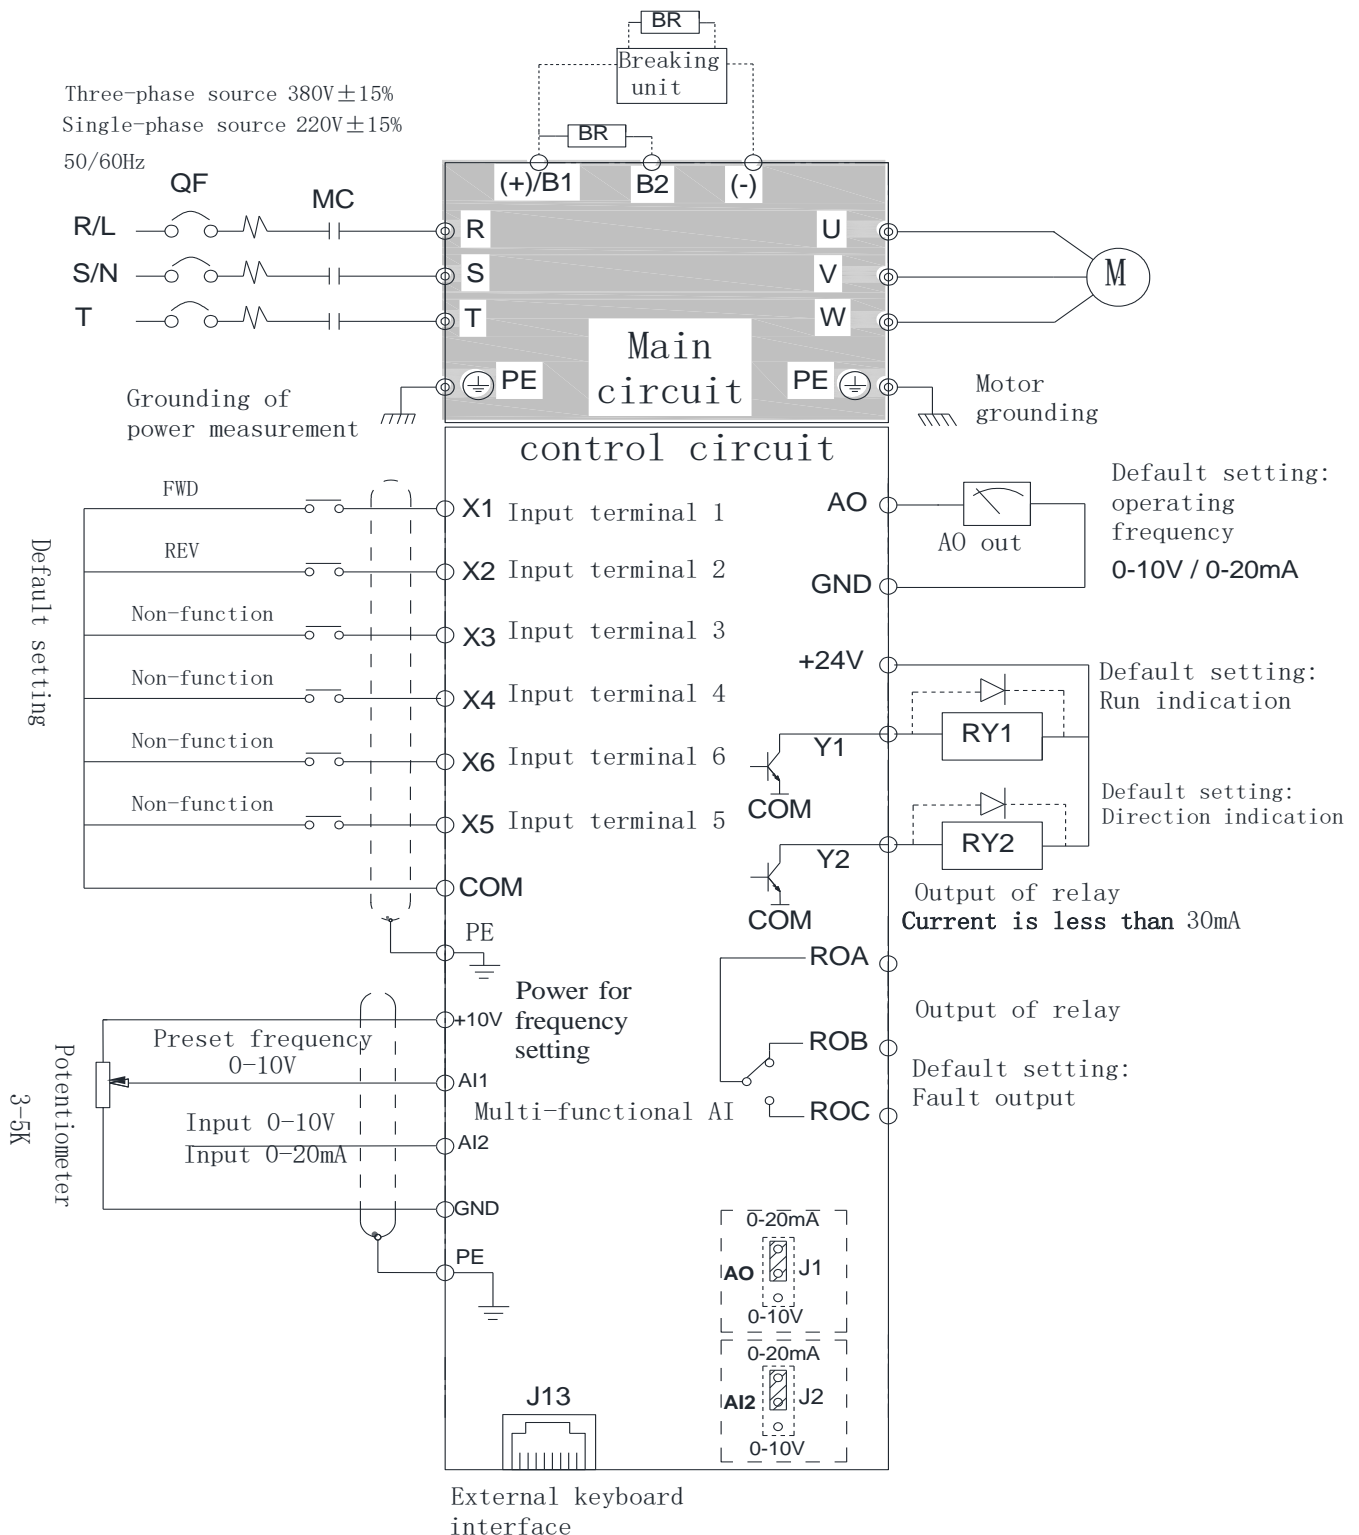 BR
Breaking
unit
Three-phase source 380V±15%
Single-phase source 220V±15%
50/60Hz
BR
(+)/B1
B2
(-)
QF
MC
R/L
R
U
S/N
S
V
M
T
T
W
Main
circuit
PE
PE
Grounding of
power measurement
Motor
grounding
control circuit
Default setting
FWD
X1 Input terminal 1
REV
X2 Input terminal 2
Non-function
X3 Input terminal 3
Non-function
X4 Input terminal 4
Non-function
X6 Input terminal 6
Non-function
X5 Input terminal 5
COM
PE
AO
AO out
GND
Default setting:
operating
frequency
0-10V / 0-20mA
+24V
Default setting:
Run indication
Y1
RY1
COM
Default setting:
Direction indication
Y2
RY2
COM
Output of relay
Current is less than 30mA
ROA
Output of relay
ROB
Default setting:
Fault output
ROC
Potentiometer
3-5K
+10V
Power for
frequency
setting
Preset frequency
0-10V
AI1
Multi-functional AI
Input 0-10V
Input 0-20mA
AI2
GND
PE
0-20mA
AO
J1
0-10V
0-20mA
AI2
J2
0-10V
J13
External keyboard
interface